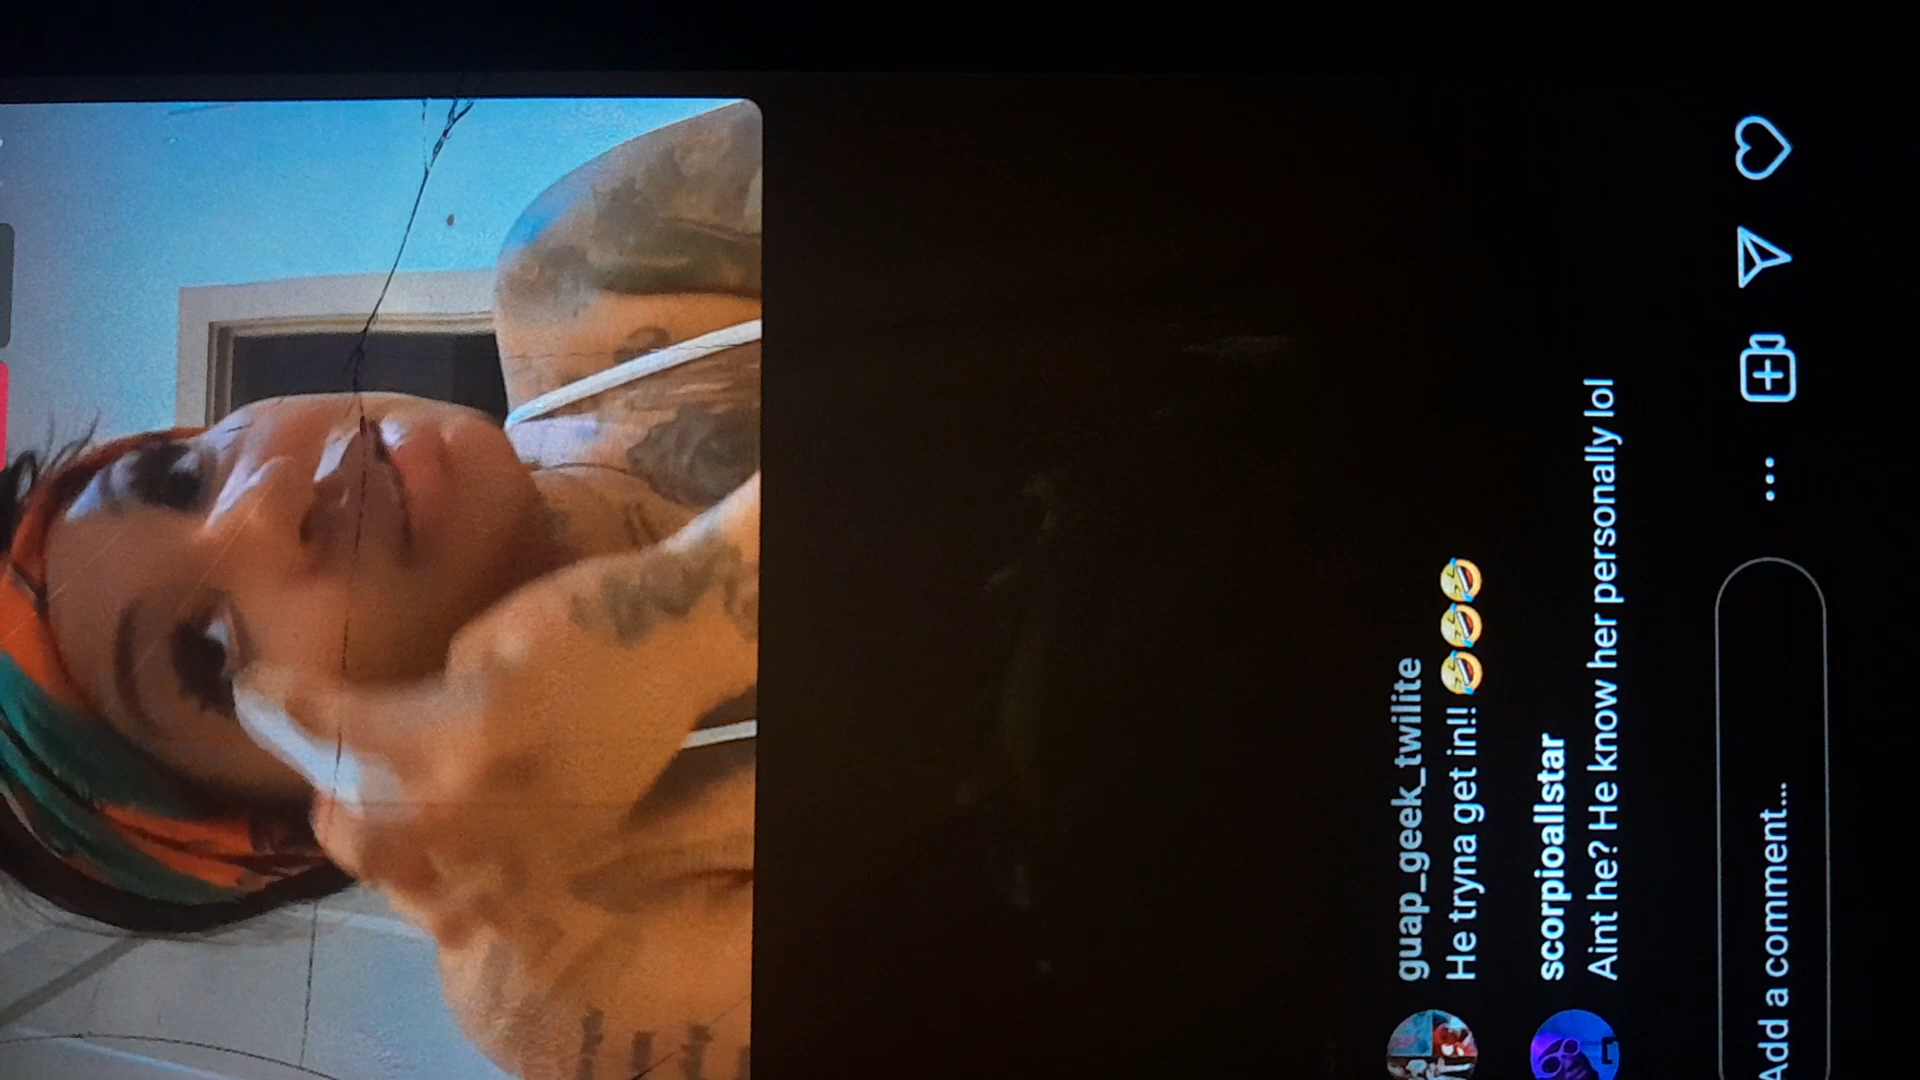 guap_geek_twilite
He tryna get in!! 🤣🤣🤣
scorpioallstar
Aint he? He know her personally lol
Add a comment...